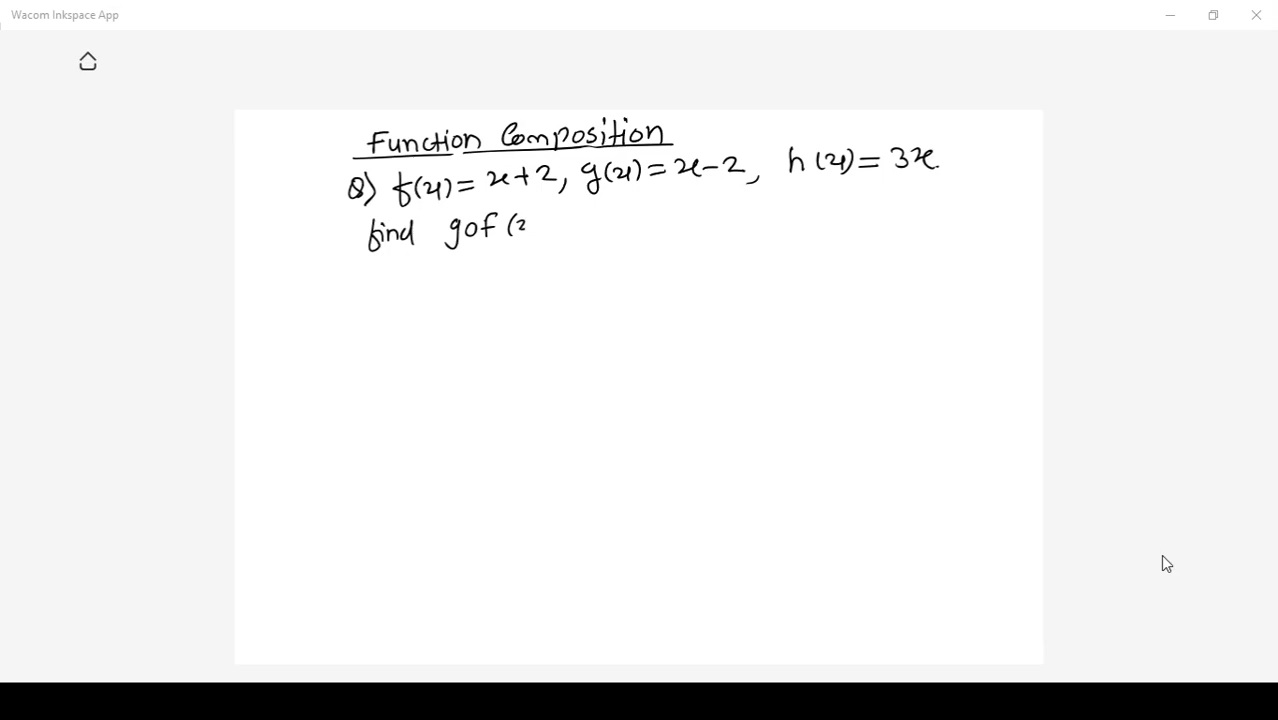 Wacom Inkspace App
Function Composition
Q) f(x) = x+2, g(x) = x-2, h(x) = 3x.
find gof (